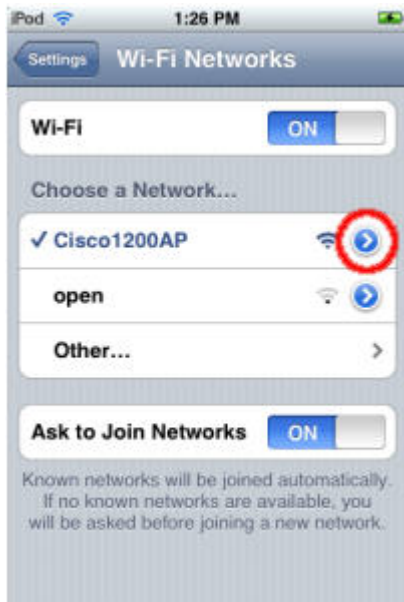 iPod 1:26 PM
Settings Wi-Fi Networks
Wi-Fi ON
Choose a Network...
✓ Cisco1200AP
open
Other...
Ask to Join Networks ON
Known networks will be joined automatically.
If no known networks are available, you
will be asked before joining a new network.